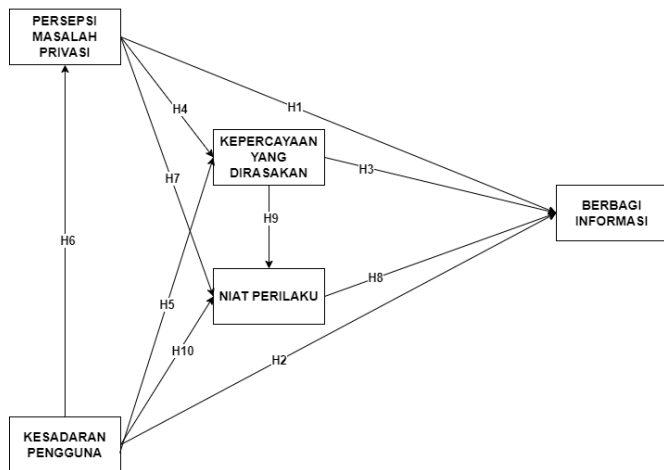 PERSEPSI
MASALAH
PRIVASI
H1
H4
KEPERCAYAAN
YANG
DIRASAKAN
H3
H7
BERBAGI
INFORMASI
H9
H6
NIAT PERILAKU
H8
H5
H10
H2
KESADARAN
PENGGUNA